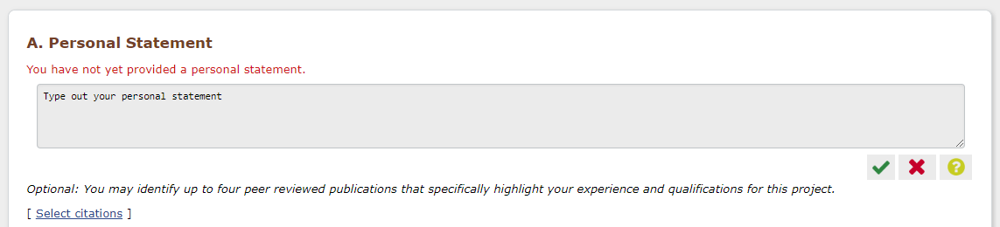 A. Personal Statement
You have not yet provided a personal statement.
Type out your personal statement
?
Optional: You may identify up to four peer reviewed publications that specifically highlight your experience and qualifications for this project.
[ Select citations ]